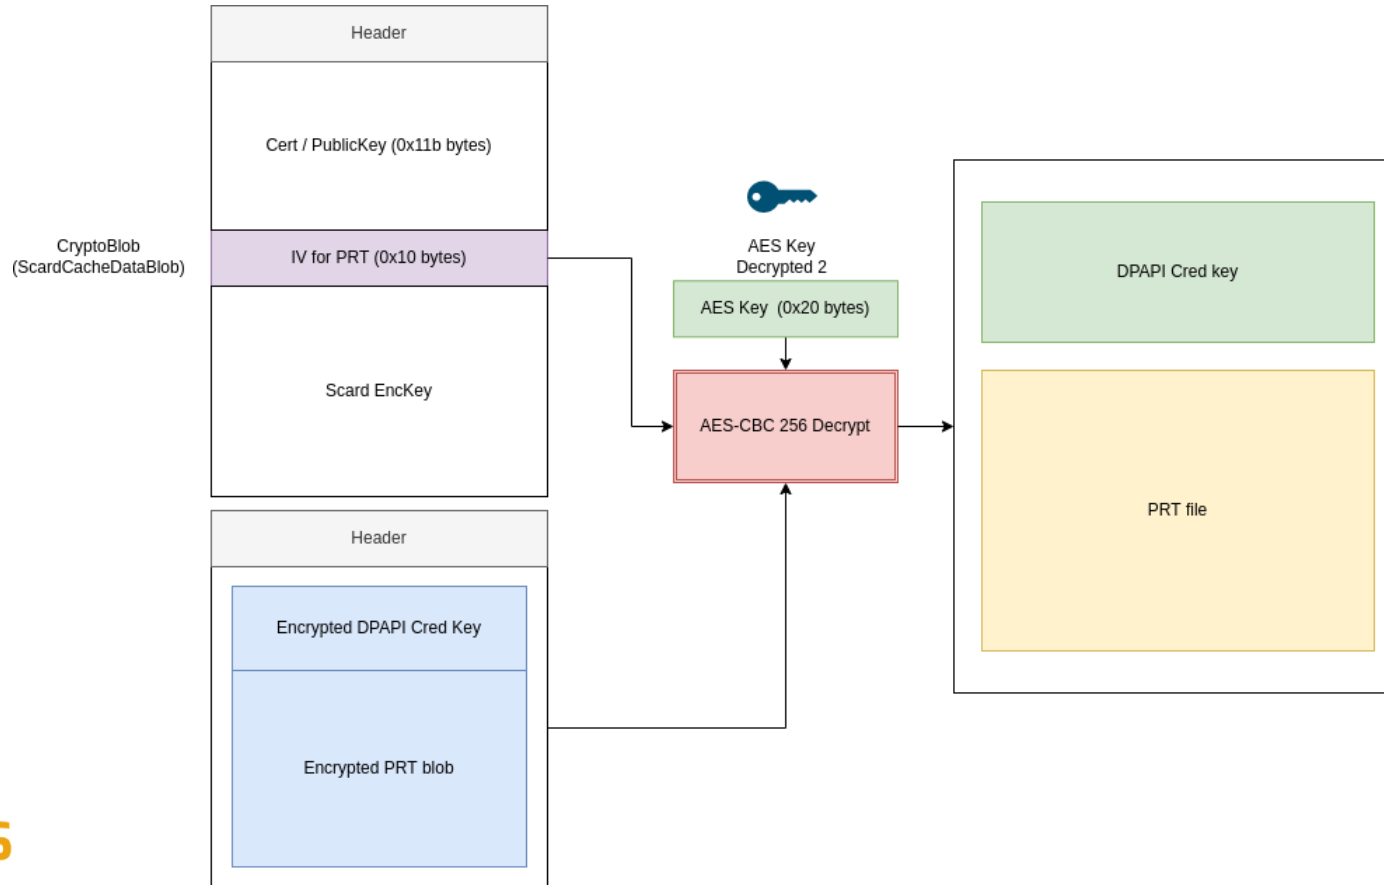 Header
Cert / PublicKey (0x11b bytes)
CryptoBlob
(ScardCacheDataBlob)
IV for PRT (0x10 bytes)
Scard EncKey
AES Key
Decrypted 2
AES Key (0x20 bytes)
AES-CBC 256 Decrypt
DPAPI Cred key
PRT file
Header
Encrypted DPAPI Cred Key
Encrypted PRT blob